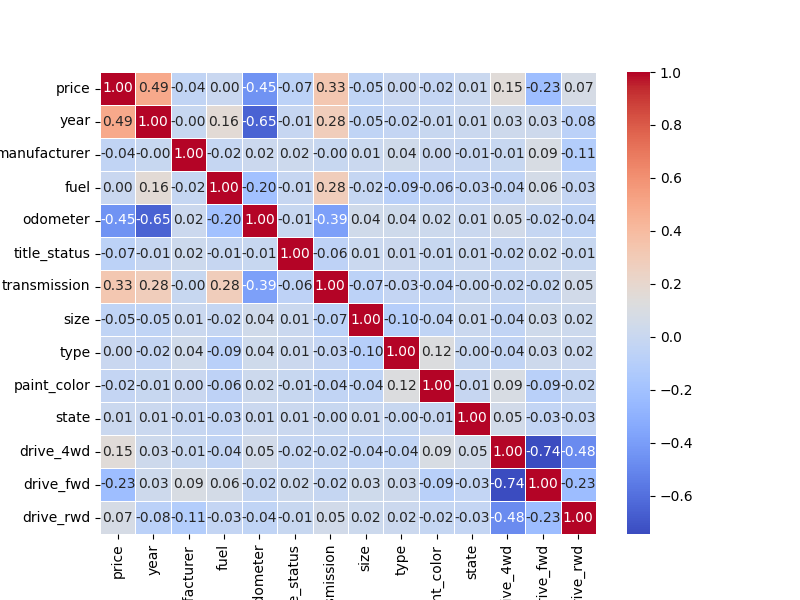 price 1.00 0.49 -0.04 0.00 -0.45 -0.07 0.33 -0.05 0.00 -0.02 0.01 0.15 -0.23 0.07
year 0.49 1.00 -0.00 0.16 -0.65 -0.01 0.28 -0.05 -0.02 -0.01 0.01 0.03 0.03 -0.08
manufacturer -0.04 -0.00 1.00 -0.02 0.02 0.02 -0.00 0.01 0.04 0.00 -0.01 -0.01 0.09 -0.11
fuel 0.00 0.16 -0.02 1.00 -0.20 -0.01 0.28 -0.02 -0.09 -0.06 -0.03 -0.04 0.06 -0.03
odometer -0.45 -0.65 0.02 -0.20 1.00 -0.01 -0.39 0.04 0.04 0.02 0.01 0.05 -0.02 -0.04
title_status -0.07 -0.01 0.02 -0.01 -0.01 1.00 -0.06 0.01 0.01 -0.01 0.01 -0.02 0.02 -0.01
transmission 0.33 0.28 -0.00 0.28 -0.39 -0.06 1.00 -0.07 -0.03 -0.04 -0.00 -0.02 -0.02 0.05
size -0.05 -0.05 0.01 -0.02 0.04 0.01 -0.07 1.00 -0.10 -0.04 0.01 -0.04 0.03 0.02
type 0.00 -0.02 0.04 -0.09 0.04 0.01 -0.03 -0.10 1.00 0.12 -0.00 -0.04 0.03 0.02
paint_color -0.02 -0.01 0.00 -0.06 0.02 -0.01 -0.04 -0.04 0.12 1.00 -0.01 0.09 -0.09 -0.02
state 0.01 0.01 -0.01 -0.03 0.01 0.01 -0.00 0.01 -0.00 -0.01 1.00 0.05 -0.03 -0.03
drive_4wd 0.15 0.03 -0.01 -0.04 0.05 -0.02 -0.02 -0.04 -0.04 0.09 0.05 1.00 -0.74 -0.48
drive_fwd -0.23 0.03 0.09 0.06 -0.02 0.02 -0.02 0.03 0.03 -0.09 -0.03 -0.74 1.00 -0.23
drive_rwd 0.07 -0.08 -0.11 -0.03 -0.04 -0.01 0.05 0.02 0.02 -0.02 -0.03 -0.48 -0.23 1.00
price
year
facturer
fuel
dometer
e_status
smission
size
type
nt_color
state
ive_4wd
rive_fwd
rive_rwd
1.0
0.8
0.6
0.4
0.2
0.0
−0.2
−0.4
−0.6